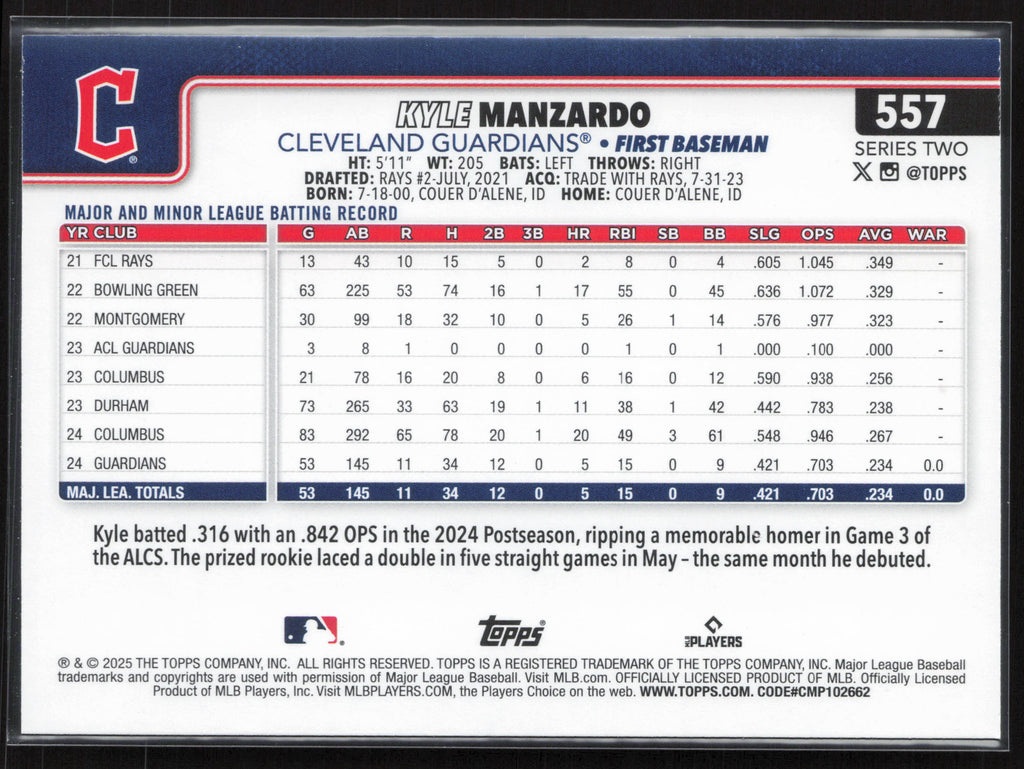 C
®
KYLE MANZARDO
557
CLEVELAND GUARDIANS® • FIRST BASEMAN
SERIES TWO
HT: 5'11" WT: 205 BATS: LEFT THROWS: RIGHT
X @TOPPS
DRAFTED: RAYS #2-JULY, 2021 ACQ: TRADE WITH RAYS, 7-31-23
BORN: 7-18-00, COUER D'ALENE, ID HOME: COUER D'ALENE, ID
MAJOR AND MINOR LEAGUE BATTING RECORD
YR CLUB G AB R H 2B 3B HR RBI SB BB SLG OPS AVG WAR
21 FCL RAYS 13 43 10 15 5 0 2 8 0 4 .605 1.045 .349 -
22 BOWLING GREEN 63 225 53 74 16 1 17 55 0 45 .636 1.072 .329 -
22 MONTGOMERY 30 99 18 32 10 0 5 26 1 14 .576 .977 .323 -
23 ACL GUARDIANS 3 8 1 0 0 0 0 1 0 1 .000 .100 .000 -
23 COLUMBUS 21 78 16 20 8 0 6 16 0 12 .590 .938 .256 -
23 DURHAM 73 265 33 63 19 1 11 38 1 42 .442 .783 .238 -
24 COLUMBUS 83 292 65 78 20 1 20 49 3 61 .548 .946 .267 -
24 GUARDIANS 53 145 11 34 12 0 5 15 0 9 .421 .703 .234 0.0
MAJ. LEA. TOTALS 53 145 11 34 12 0 5 15 0 9 .421 .703 .234 0.0
Kyle batted .316 with an .842 OPS in the 2024 Postseason, ripping a memorable homer in Game 3 of
the ALCS. The prized rookie laced a double in five straight games in May – the same month he debuted.
® Topps® MLB PLAYERS
® & © 2025 THE TOPPS COMPANY, INC. ALL RIGHTS RESERVED. TOPPS IS A REGISTERED TRADEMARK OF THE TOPPS COMPANY, INC. Major League Baseball
trademarks and copyrights are used with permission of Major League Baseball. Visit MLB.com. OFFICIALLY LICENSED PRODUCT OF MLB. Officially Licensed
Product of MLB Players, Inc. Visit MLBPLAYERS.COM, the Players Choice on the web. WWW.TOPPS.COM. CODE#CMP102662